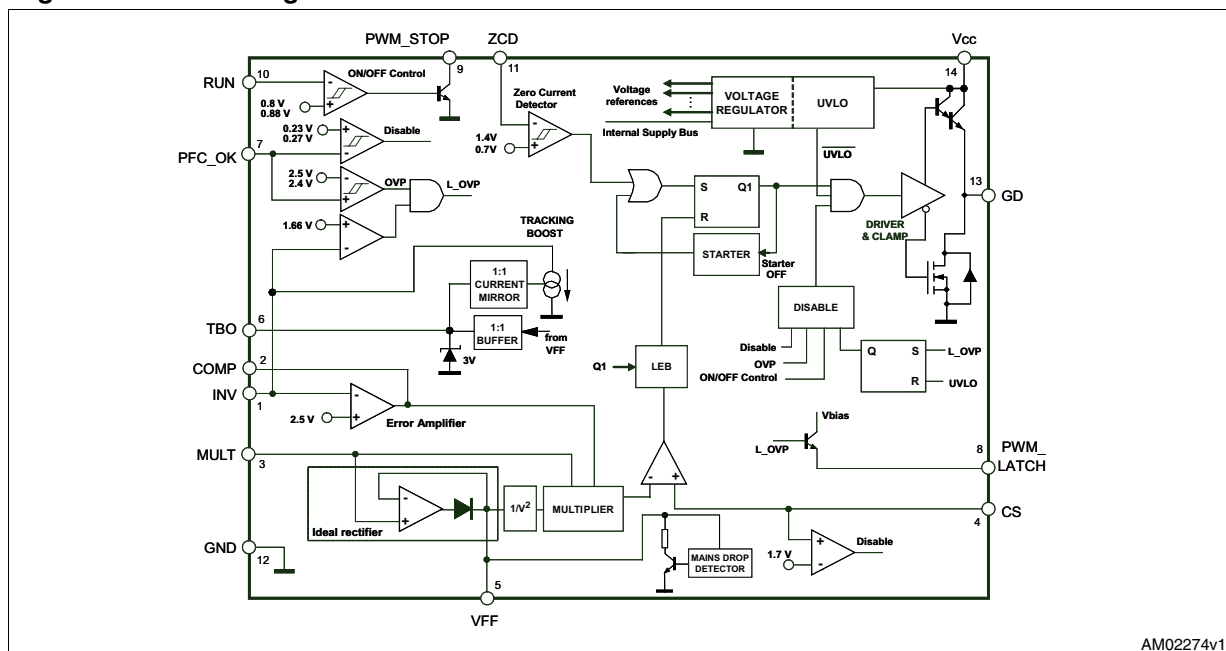 PWM_STOP
ZCD
Vcc
RUN
10
ON/OFF Control
9
11
14
-
+
0.8 V
0.88 V
Zero Current
Detector
Voltage
references
VOLTAGE
REGULATOR
UVLO
Internal Supply Bus
0.23 V
0.27 V
+
-
Disable
1.4V
0.7V
-
+
UVLO
7
PFC_OK
2.5 V
2.4 V
-
+
OVP
L_OVP
S
Q1
R
13
GD
1.66 V
+
-
TRACKING
BOOST
DRIVER
& CLAMP
STARTER
Starter
OFF
1:1
CURRENT
MIRROR
DISABLE
6
TBO
1:1
BUFFER
from
VFF
3V
Disable
OVP
ON/OFF Control
Q
S
L_OVP
R
UVLO
2
COMP
Q1
LEB
INV
1
-
+
2.5 V
Error Amplifier
Vbias
L_OVP
8
PWM_
LATCH
MULT
3
-
+
-
+
Ideal rectifier
1/V²
MULTIPLIER
CS
4
GND
12
MAINS DROP
DETECTOR
1.7 V
+
-
Disable
5
VFF
AM02274v1